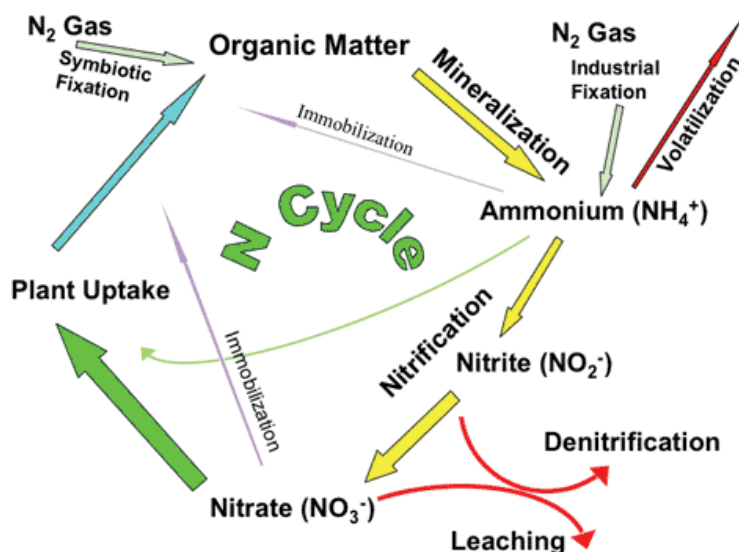 N₂ Gas
Symbiotic
Fixation
Organic Matter
Mineralization
N₂ Gas
Industrial
Fixation
Volatilization
Immobilization
Ammonium (NH₄⁺)
N Cycle
Plant Uptake
Immobilization
Nitrification
Nitrite (NO₂⁻)
Denitrification
Nitrate (NO₃⁻)
Leaching